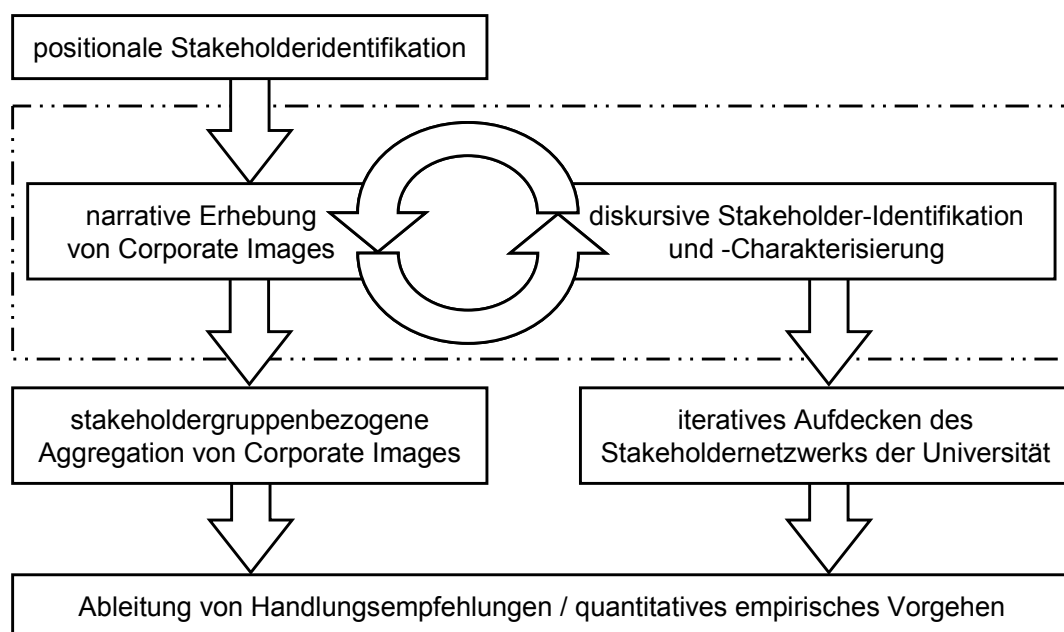 positionale Stakeholderidentifikation
narrative Erhebung
von Corporate Images
diskursive Stakeholder-Identifikation
und -Charakterisierung
stakeholdergruppenbezogene
Aggregation von Corporate Images
iteratives Aufdecken des
Stakeholdernetzwerks der Universität
Ableitung von Handlungsempfehlungen / quantitatives empirisches Vorgehen